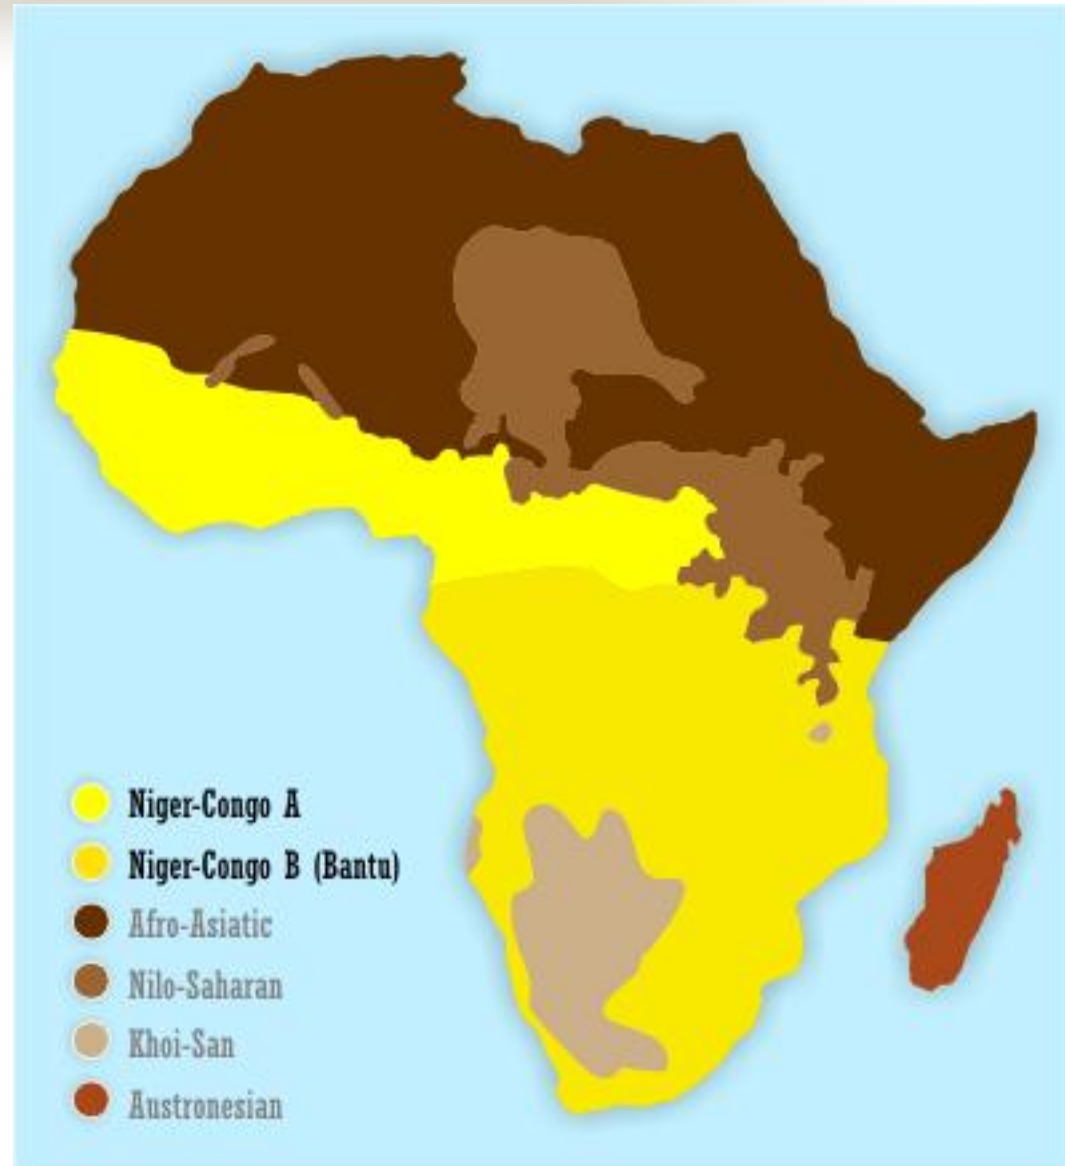 Niger-Congo A
Niger-Congo B (Bantu)
Afro-Asiatic
Nilo-Saharan
Khoi-San
Austronesian